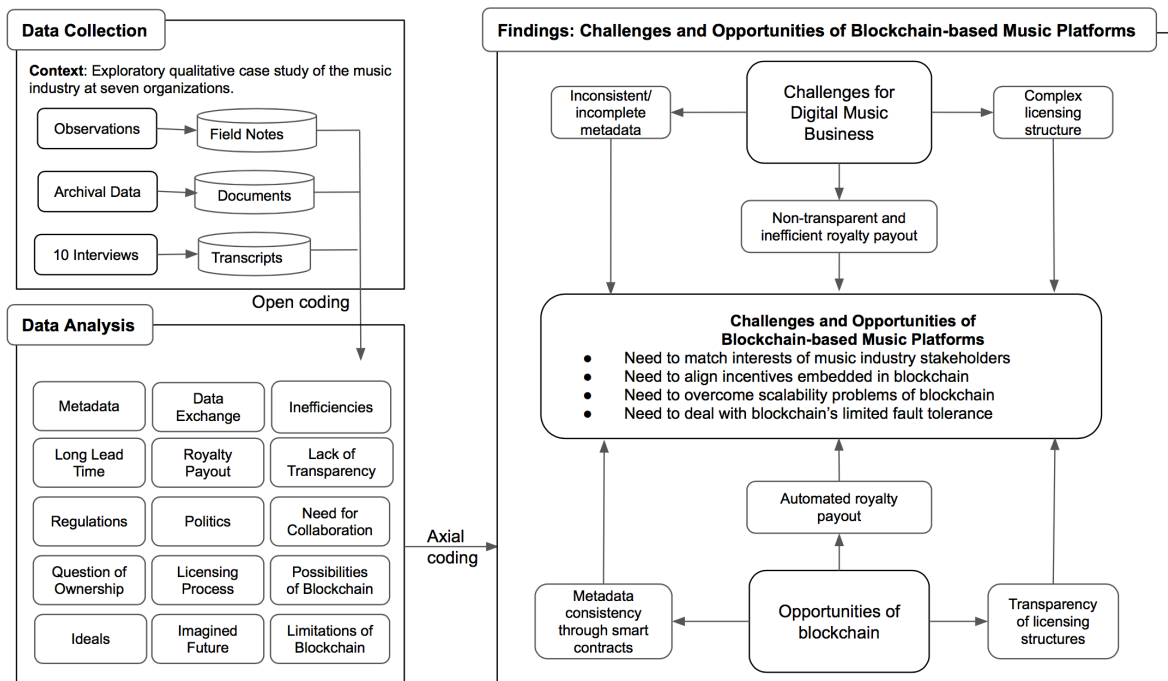 Data Collection
Context: Exploratory qualitative case study of the music
industry at seven organizations.
Observations
Field Notes
Archival Data
Documents
10 Interviews
Transcripts
Open coding
Data Analysis
Metadata
Data
Exchange
Inefficiencies
Long Lead
Time
Royalty
Payout
Lack of
Transparency
Regulations
Politics
Need for
Collaboration
Question of
Ownership
Licensing
Process
Possibilities
of Blockchain
Ideals
Imagined
Future
Limitations of
Blockchain
Axial
coding
Findings: Challenges and Opportunities of Blockchain-based Music Platforms
Inconsistent/
incomplete
metadata
Challenges for
Digital Music
Business
Complex
licensing
structure
Non-transparent and
inefficient royalty payout
Challenges and Opportunities of
Blockchain-based Music Platforms
● Need to match interests of music industry stakeholders
● Need to align incentives embedded in blockchain
● Need to overcome scalability problems of blockchain
● Need to deal with blockchain’s limited fault tolerance
Automated royalty
payout
Metadata
consistency
through smart
contracts
Opportunities of
blockchain
Transparency
of licensing
structures